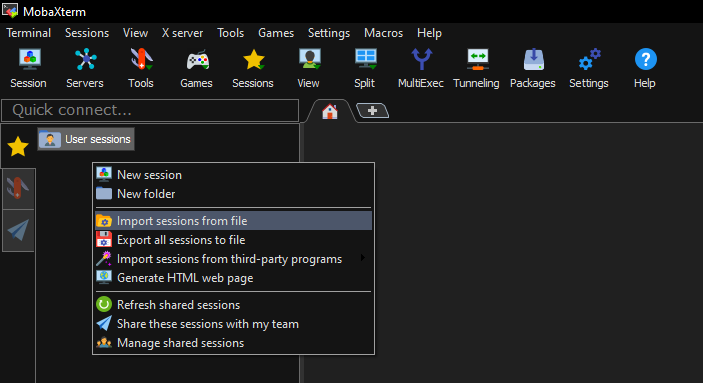 MobaXterm
Terminal Sessions View X server Tools Games Settings Macros Help
Session Servers Tools Games Sessions View Split MultiExec Tunneling Packages Settings Help
Quick connect...
User sessions
New session
New folder
Import sessions from file
Export all sessions to file
Import sessions from third-party programs
Generate HTML web page
Refresh shared sessions
Share these sessions with my team
Manage shared sessions